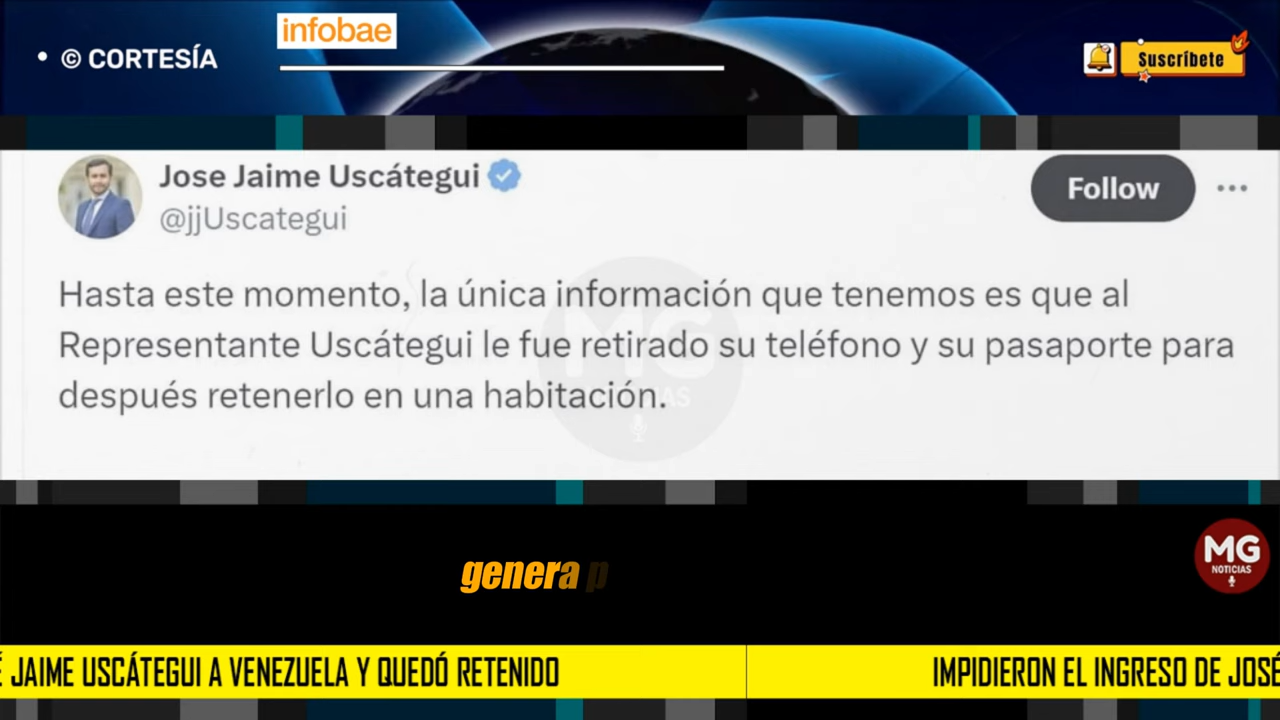 • © CORTESÍA
infobae
Suscríbete
Jose Jaime Uscátegui
@jjUscategui
Follow
Hasta este momento, la única información que tenemos es que al
Representante Uscátegui le fue retirado su teléfono y su pasaporte para
después retenerlo en una habitación.
MG
NOTICIAS
genera p
MG
NOTICIAS
É JAIME USCÁTEGUI A VENEZUELA Y QUEDÓ RETENIDO
IMPIDIERON EL INGRESO DE JOSÉ